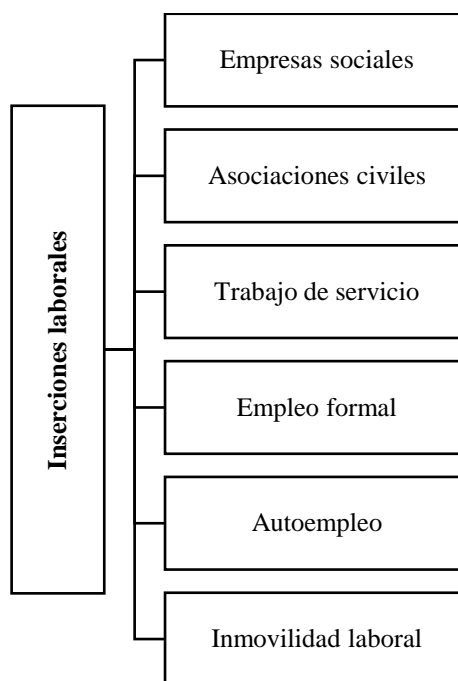 Inserciones laborales
Empresas sociales
Asociaciones civiles
Trabajo de servicio
Empleo formal
Autoempleo
Inmovilidad laboral